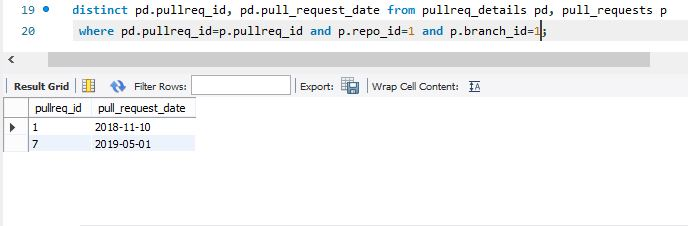 19 distinct pd.pullreq_id, pd.pull_request_date from pullreq_details pd, pull_requests p
20 where pd.pullreq_id=p.pullreq_id and p.repo_id=1 and p.branch_id=1;
Result Grid Filter Rows: Export: Wrap Cell Content:
pullreq_id pull_request_date
1 2018-11-10
7 2019-05-01